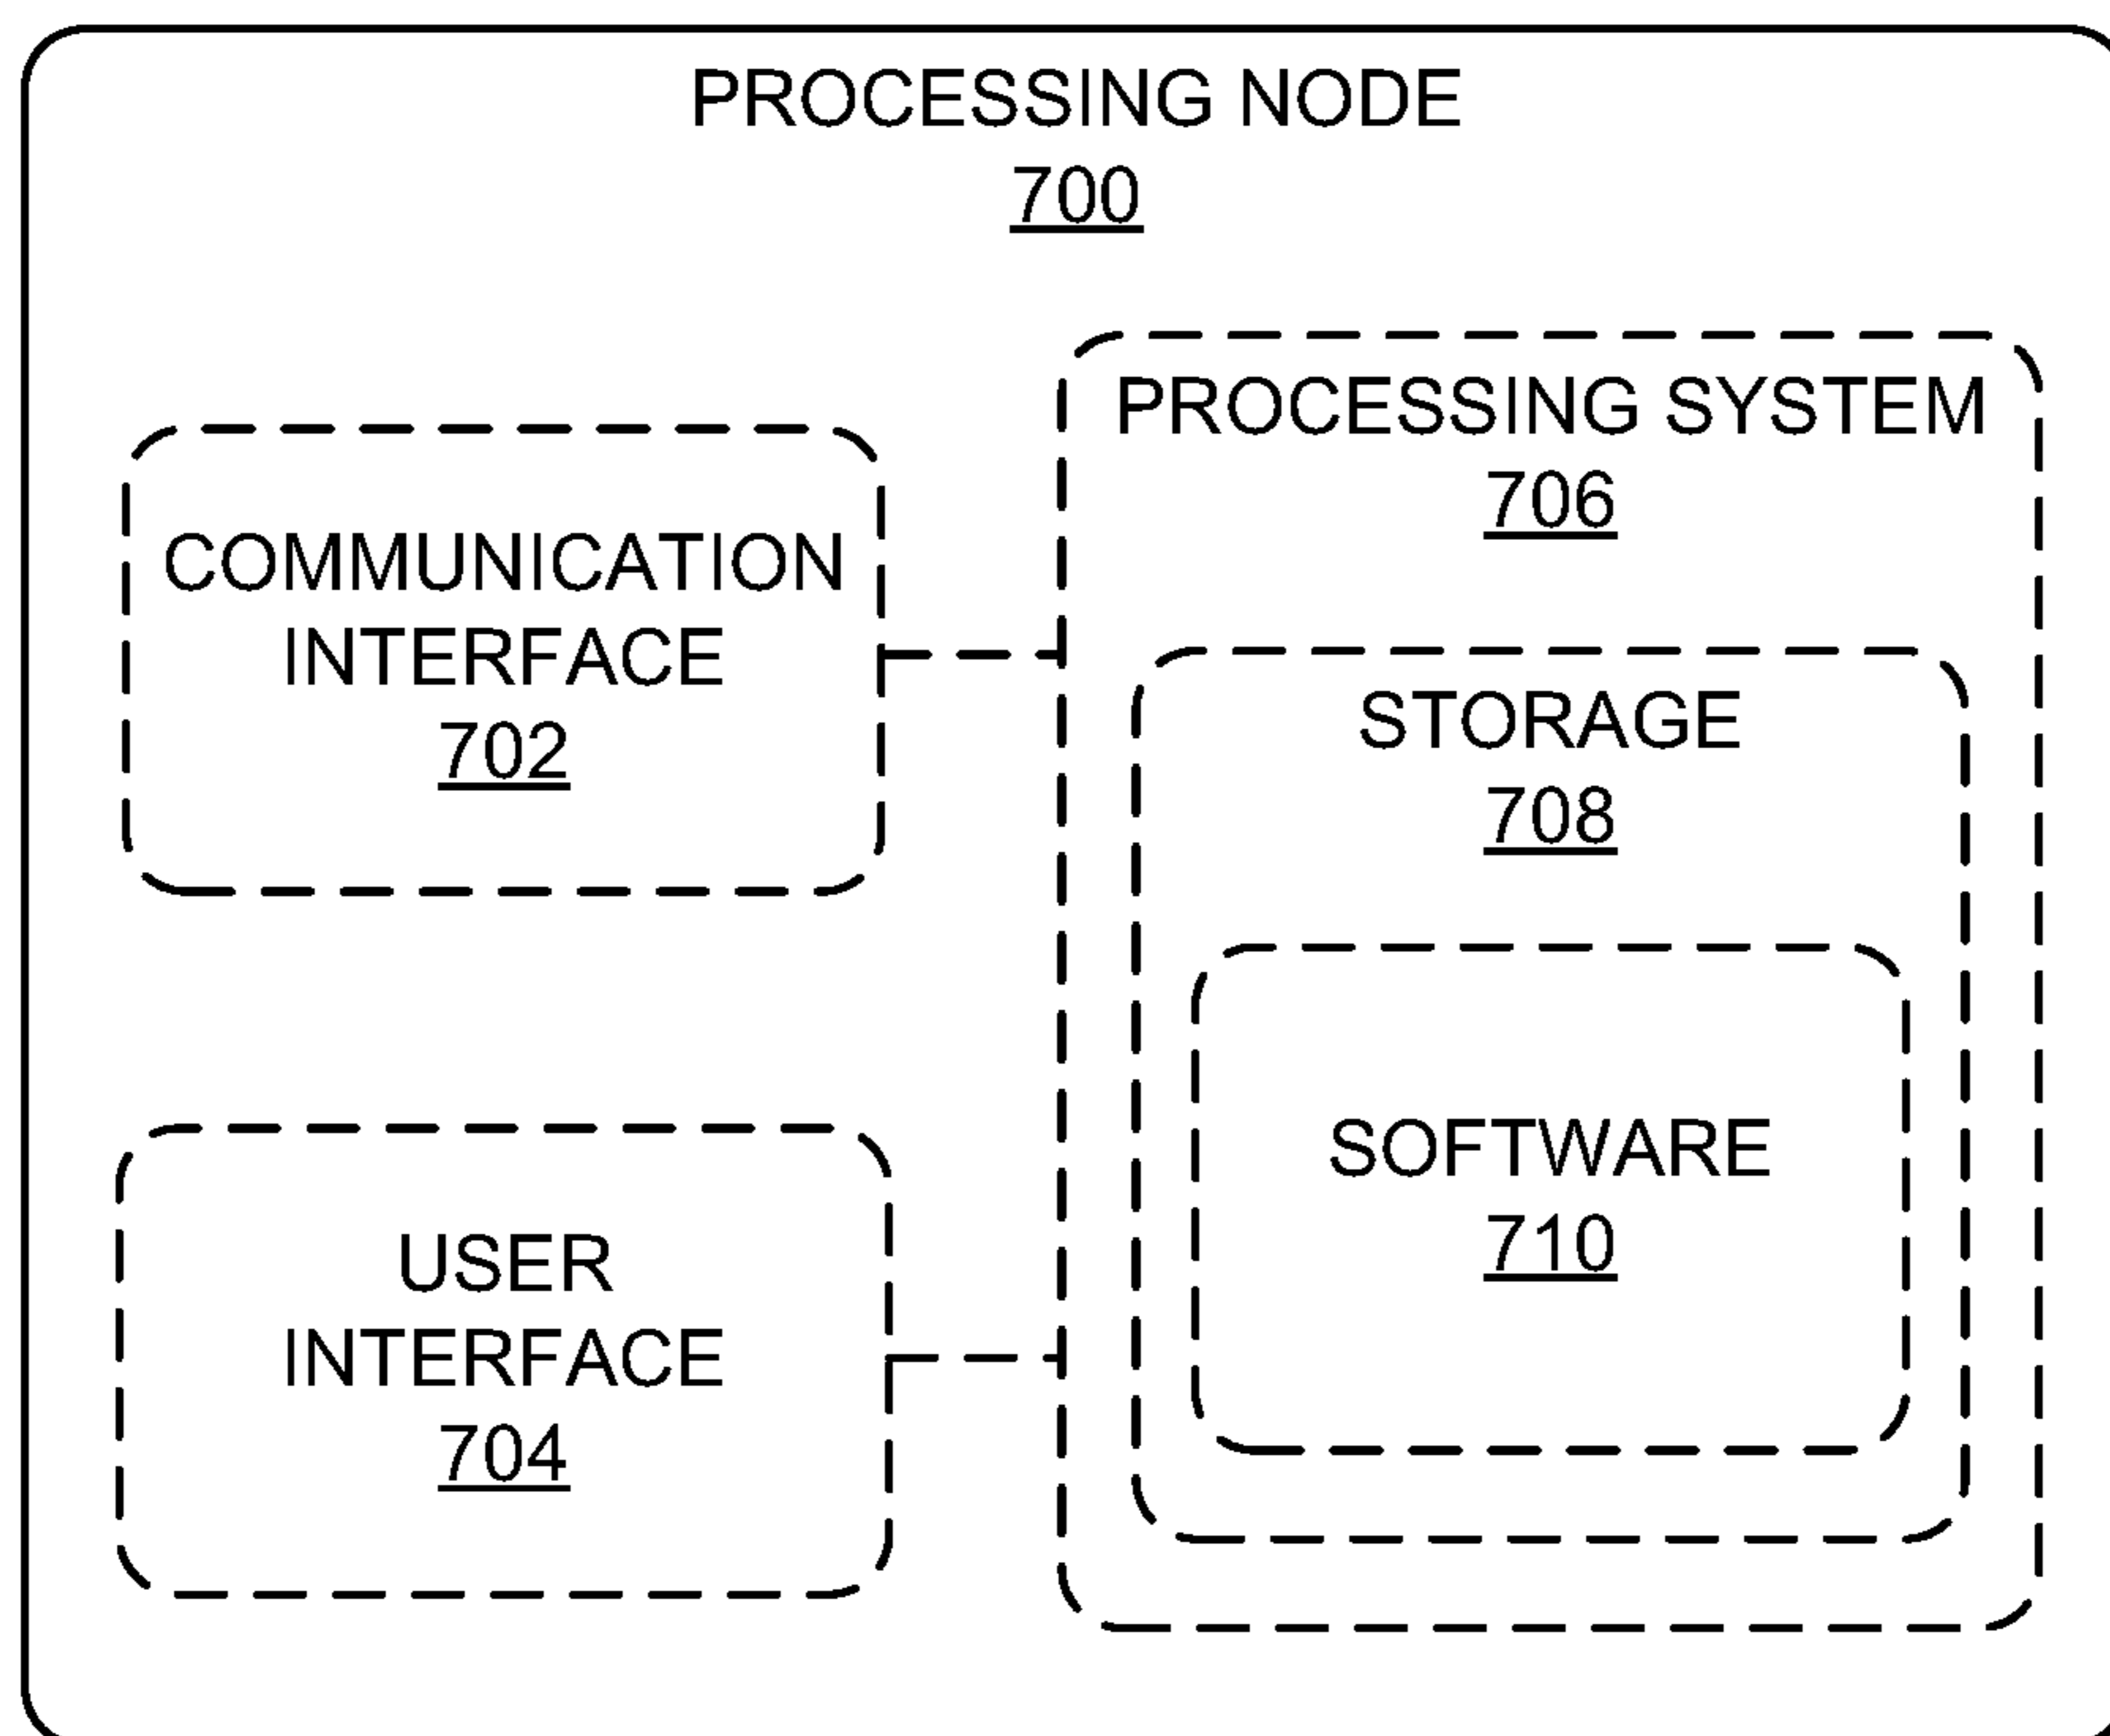 PROCESSING NODE
700
COMMUNICATION
INTERFACE
702
USER
INTERFACE
704
PROCESSING SYSTEM
706
STORAGE
708
SOFTWARE
710